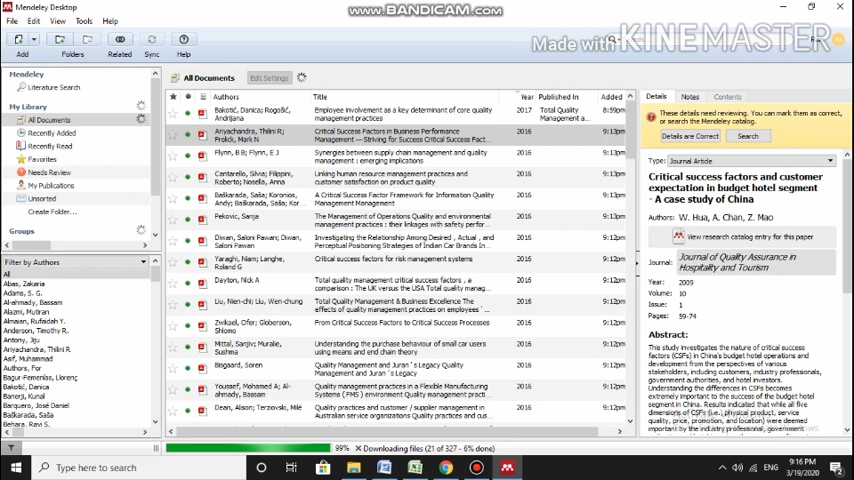 Mendeley Desktop
www.BANDICAM.com
File Edit View Tools Help
Made with KINEMASTER
Add Folders Related Sync Help
Mendeley
Literature Search
My Library
All Documents
Recently Added
Recently Read
Favorites
Needs Review
My Publications
Unsorted
Create Folder...
Groups
Filter by Authors
All
Abas, Zakaria
Adams, S. G.
Al-ahmady, Bassam
Alazmi, Mutran
Almaian, Rufaidah Y.
Anderson, Timothy R.
Antony, Jiju
Ariyachandra, Thilini R
Asif, Muhammad
Authors, For
Bagur-Femenías, Llorenç
Bakotić, Danica
Banerji, Kunal
Barquero, José Daniel
Baškarada, Saša
Behara, Ravi S.
All Documents Edit Settings
Authors Title Year Published In Added
Bakotić, Danica; Rogošić, Andrijana
Employee involvement as a key determinant of core quality management practices
2017 Total Quality Management a... 8:59pm
Ariyachandra, Thilini R; Frolick, Mark N
Critical Success Factors in Business Performance Management — Striving for Success Critical Success Fact...
2016 9:13pm
Flynn, B B; Flynn, E J
Synergies between supply chain management and quality management : emerging implications
2016 9:13pm
Cantarello, Silvia; Filippini, Roberto; Nosella, Anna
Linking human resource management practices and customer satisfaction on product quality
2016 9:13pm
Baškarada, Saša; Koronios, Andy; Baškarada, Saša; Kor...
A Critical Success Factor Framework for Information Quality Management Management
2016 9:13pm
Pekovic, Sanja
The Management of Operations Quality and environmental management practices : their linkages with safety perfor...
2016 9:13pm
Diwan, Saloni Pawan; Diwan, Saloni Pawan
Investigating the Relationship Among Desired , Actual , and Perceptual Positioning Strategies of Indian Car Brands In...
2016 9:13pm
Yaraghi, Niam; Langhe, Roland G
Critical success factors for risk management systems
2016 9:13pm
Dayton, Nick A
Total quality management critical success factors , a comparison : The UK versus the USA Total quality manag...
2016 9:12pm
Liu, Nen-chi; Liu, Wen-chung
Total Quality Management & Business Excellence The effects of quality management practices on employees ’ ...
2016 9:12pm
Zwikael, Ofer; Globerson, Shlomo
From Critical Success Factors to Critical Success Processes
2016 9:12pm
Mittal, Sanjiv; Muralie, Sushma
Understanding the purchase behaviour of small car users using means and end chain theory
2016 9:12pm
Bisgaard, Soren
Quality Management and Juran ’ s Legacy Quality Management and Juran ’ s Legacy
2016 9:12pm
Youssef, Mohamed A; Al-ahmady, Bassam
Quality management practices in a Flexible Manufacturing Systems ( FMS ) environment Quality management prac...
2016 9:12pm
Dean, Alison; Terzovski, Milé
Quality practices and customer / supplier management in Australian service organizations Quality practices and cust...
2016 9:12pm
Details Notes Contents
These details need reviewing. You can mark them as correct, or search the Mendeley catalog.
Details are Correct Search
Type: Journal Article
Critical success factors and customer
expectation in budget hotel segment
- A case study of China
Authors: W. Hua, A. Chan, Z. Mao
View research catalog entry for this paper
Journal: Journal of Quality Assurance in
Hospitality and Tourism
Year: 2009
Volume: 10
Issue: 1
Pages: 59-74
Abstract:
This study investigates the nature of critical success
factors (CSFs) in China's budget hotel operations and
development from the perspectives of various
stakeholders, including customers, industry professionals,
government authorities, and hotel investors.
Understanding the differences in CSFs becomes
extremely important to the success of the budget hotel
segment in China. Results indicated that while all five
dimensions of CSFs (i.e., physical product, service
quality, price, promotion, and location) were deemed
important by the industry professional, government
99% Downloading files (21 of 327 - 6% done)
Type here to search
ENG
9:16 PM
3/19/2020
2